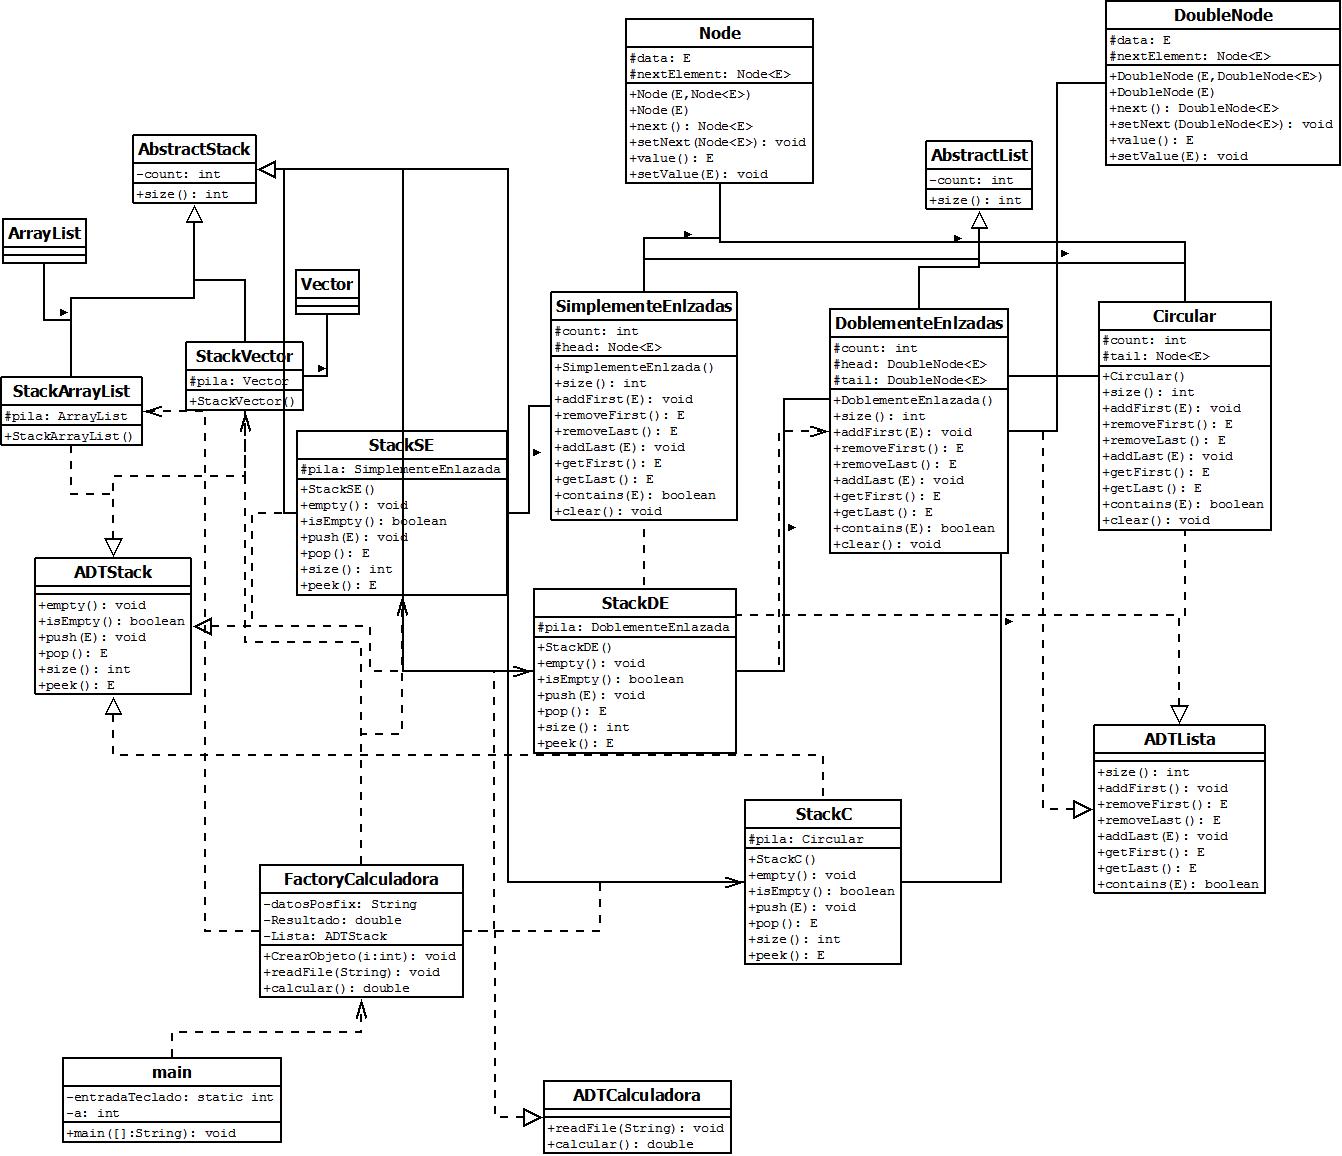 Node
#data: E
#nextElement: Node<E>
+Node(E,Node<E>)
+Node(E)
+next(): Node<E>
+setNext(Node<E>): void
+value(): E
+setValue(E): void
DoubleNode
#data: E
#nextElement: Node<E>
+DoubleNode(E,DoubleNode<E>)
+DoubleNode(E)
+next(): DoubleNode<E>
+setNext(DoubleNode<E>): void
+value(): E
+setValue(E): void
AbstractStack
-count: int
+size(): int
AbstractList
-count: int
+size(): int
ArrayList
Vector
StackArrayList
#pila: ArrayList
+StackArrayList()
StackVector
#pila: Vector
+StackVector()
StackSE
#pila: SimplementeEnlazada
+StackSE()
+empty(): void
+isEmpty(): boolean
+push(E): void
+pop(): E
+size(): int
+peek(): E
SimplementeEnlzadas
#count: int
#head: Node<E>
+SimplementeEnlzada()
+size(): int
+addFirst(E): void
+removeFirst(): E
+removeLast(): E
+addLast(E): void
+getFirst(): E
+getLast(): E
+contains(E): boolean
+clear(): void
DoblementeEnlzadas
#count: int
#head: DoubleNode<E>
#tail: DoubleNode<E>
+DoblementeEnlazada()
+size(): int
+addFirst(E): void
+removeFirst(): E
+removeLast(): E
+addLast(E): void
+getFirst(): E
+getLast(): E
+contains(E): boolean
+clear(): void
Circular
#count: int
#tail: Node<E>
+Circular()
+size(): int
+addFirst(E): void
+removeFirst(): E
+removeLast(): E
+addLast(E): void
+getFirst(): E
+getLast(): E
+contains(E): boolean
+clear(): void
ADTStack
+empty(): void
+isEmpty(): boolean
+push(E): void
+pop(): E
+size(): int
+peek(): E
StackDE
#pila: DoblementeEnlazada
+StackDE()
+empty(): void
+isEmpty(): boolean
+push(E): void
+pop(): E
+size(): int
+peek(): E
ADTLista
+size(): int
+addFirst(): void
+removeFirst(): E
+removeLast(): E
+addLast(E): void
+getFirst(): E
+getLast(): E
+contains(E): boolean
StackC
#pila: Circular
+StackC()
+empty(): void
+isEmpty(): boolean
+push(E): void
+pop(): E
+size(): int
+peek(): E
FactoryCalculadora
-datosPosfix: String
-Resultado: double
-Lista: ADTStack
+CrearObjeto(i:int): void
+readFile(String): void
+calcular(): double
main
-entradaTeclado: static int
-a: int
+main([]:String): void
ADTCalculadora
+readFile(String): void
+calcular(): double